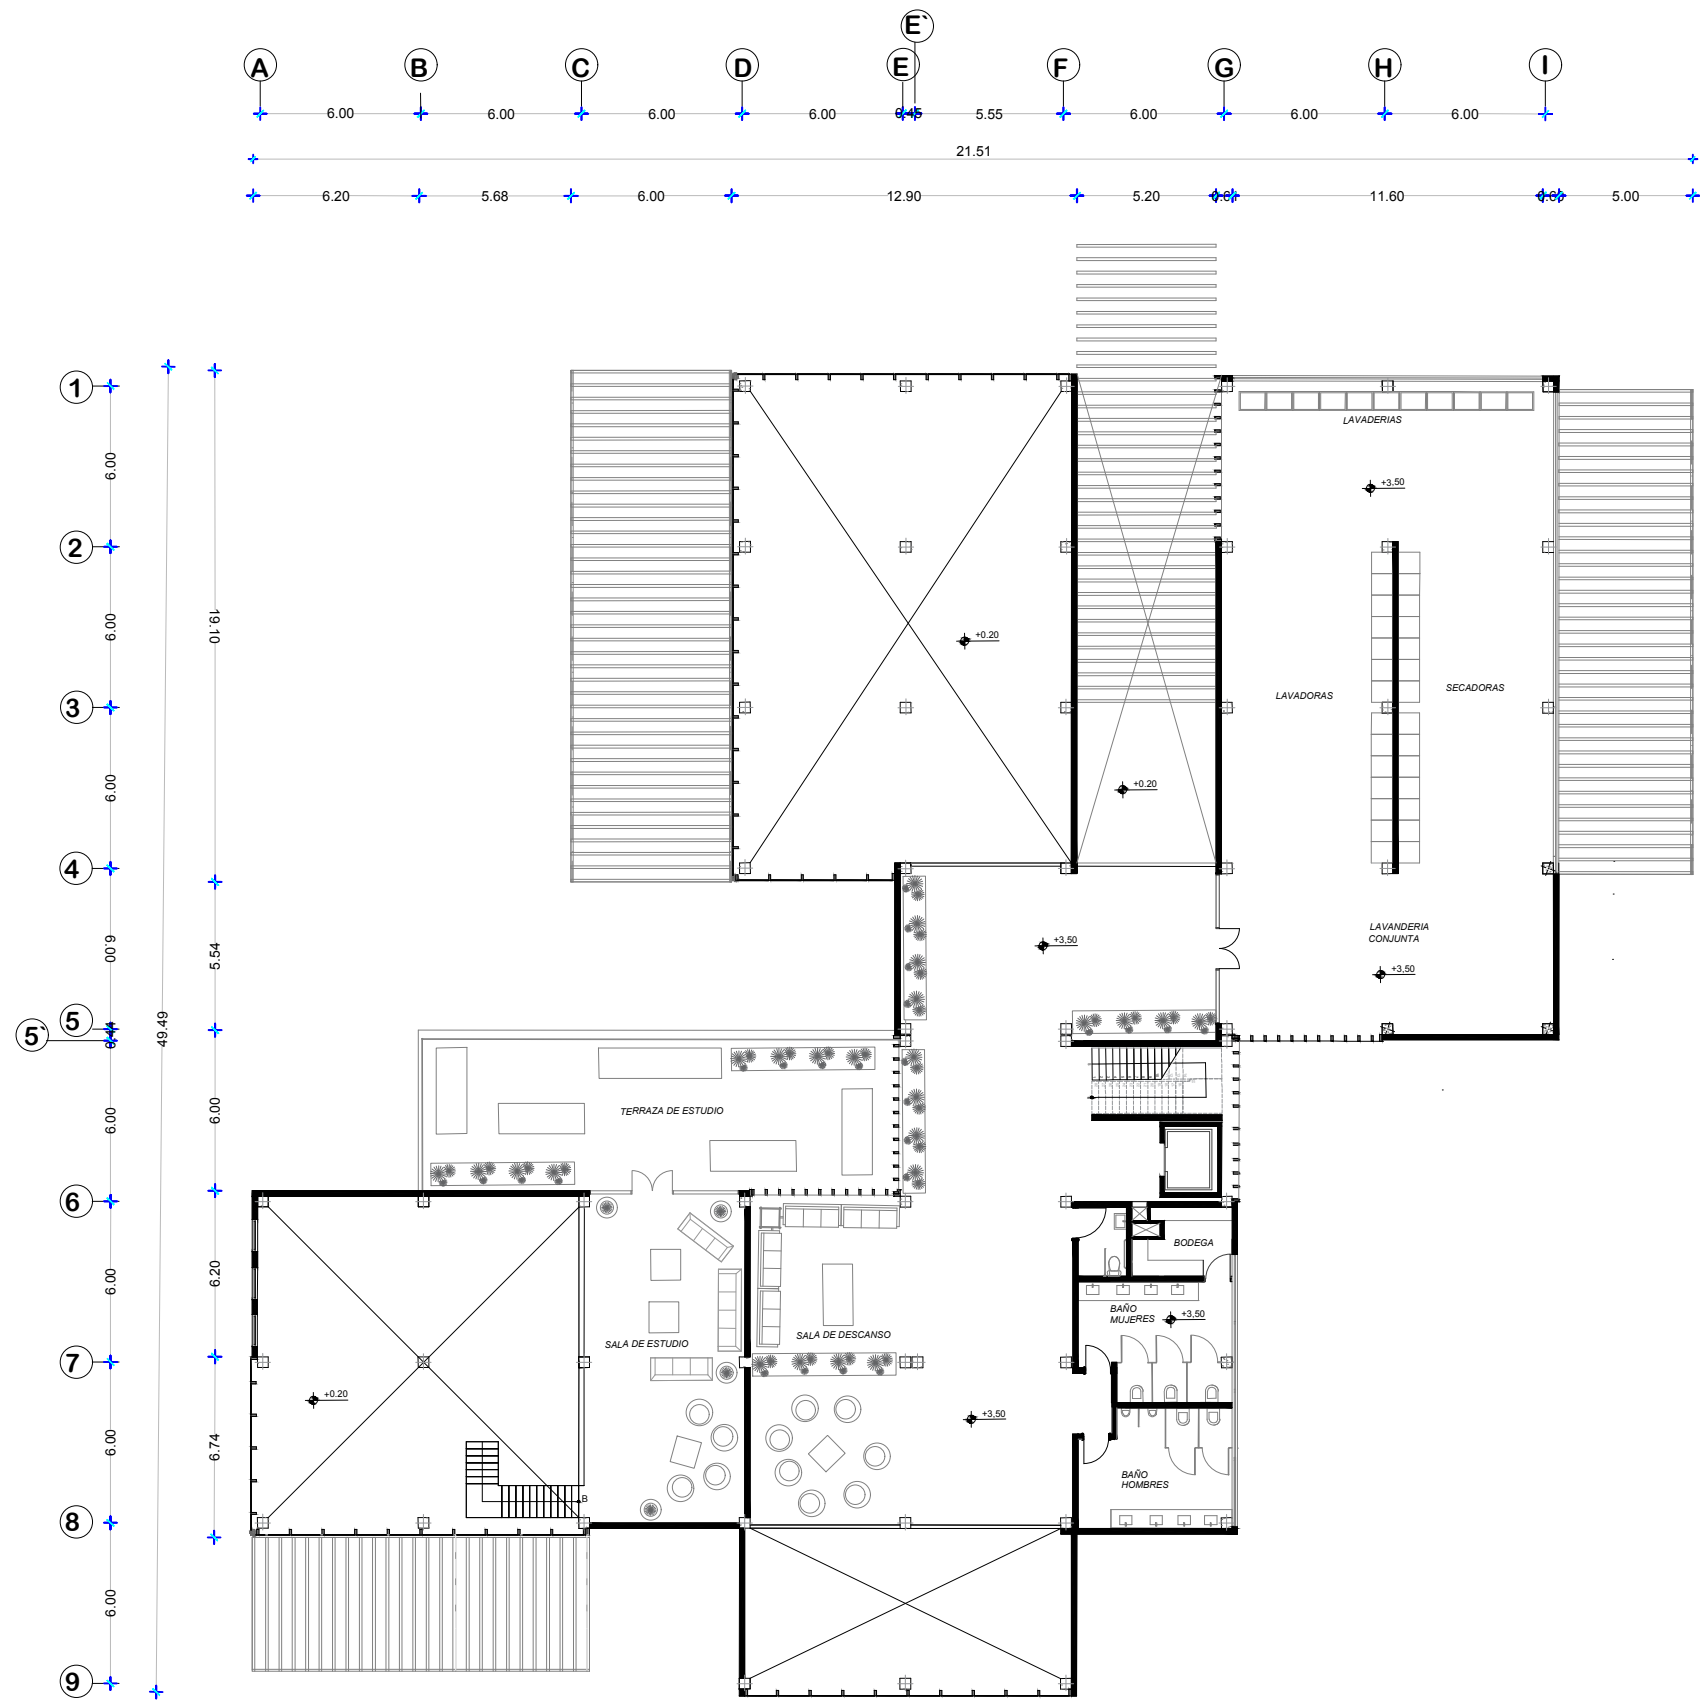 E`
A B C D E F G H I
6.00 6.00 6.00 6.00 0.45 5.55 6.00 6.00 6.00
21.51
6.20 5.68 6.00 12.90 5.20 11.60 5.00
1
2
3
4
5
5`
6
7
8
9
6.00
6.00
6.00
6.00
6.00
6.00
6.00
6.00
49.49
19.10
5.54
6.00
6.20
6.74
LAVADERIAS
+3,50
+0.20
LAVADORAS
SECADORAS
+0.20
LAVANDERIA
CONJUNTA
+3,50
+3,50
TERRAZA DE ESTUDIO
BODEGA
BAÑO
MUJERES
+3,50
SALA DE ESTUDIO
SALA DE DESCANSO
+0.20
+3,50
BAÑO
HOMBRES
B